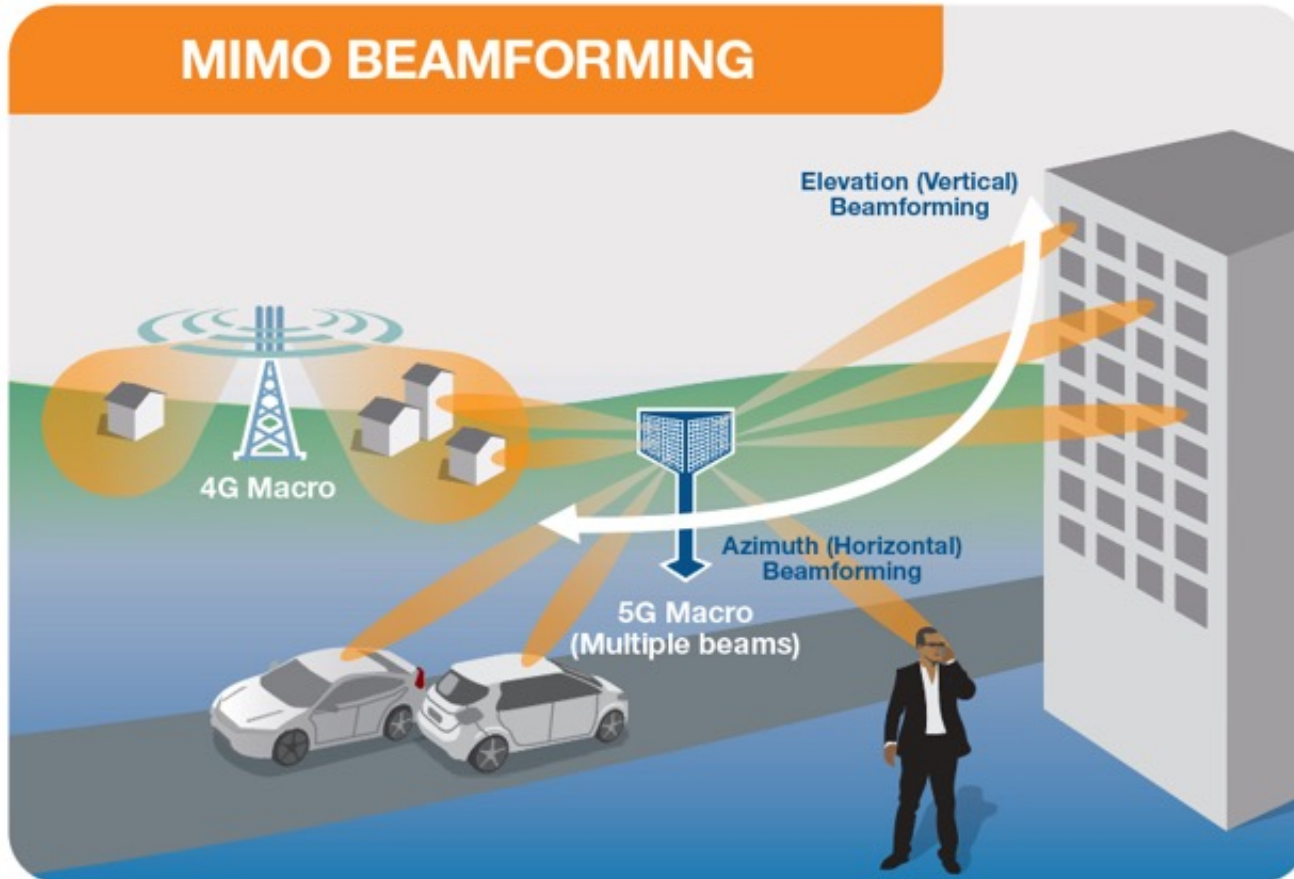 MIMO BEAMFORMING
Elevation (Vertical)
Beamforming
4G Macro
Azimuth (Horizontal)
Beamforming
5G Macro
(Multiple beams)